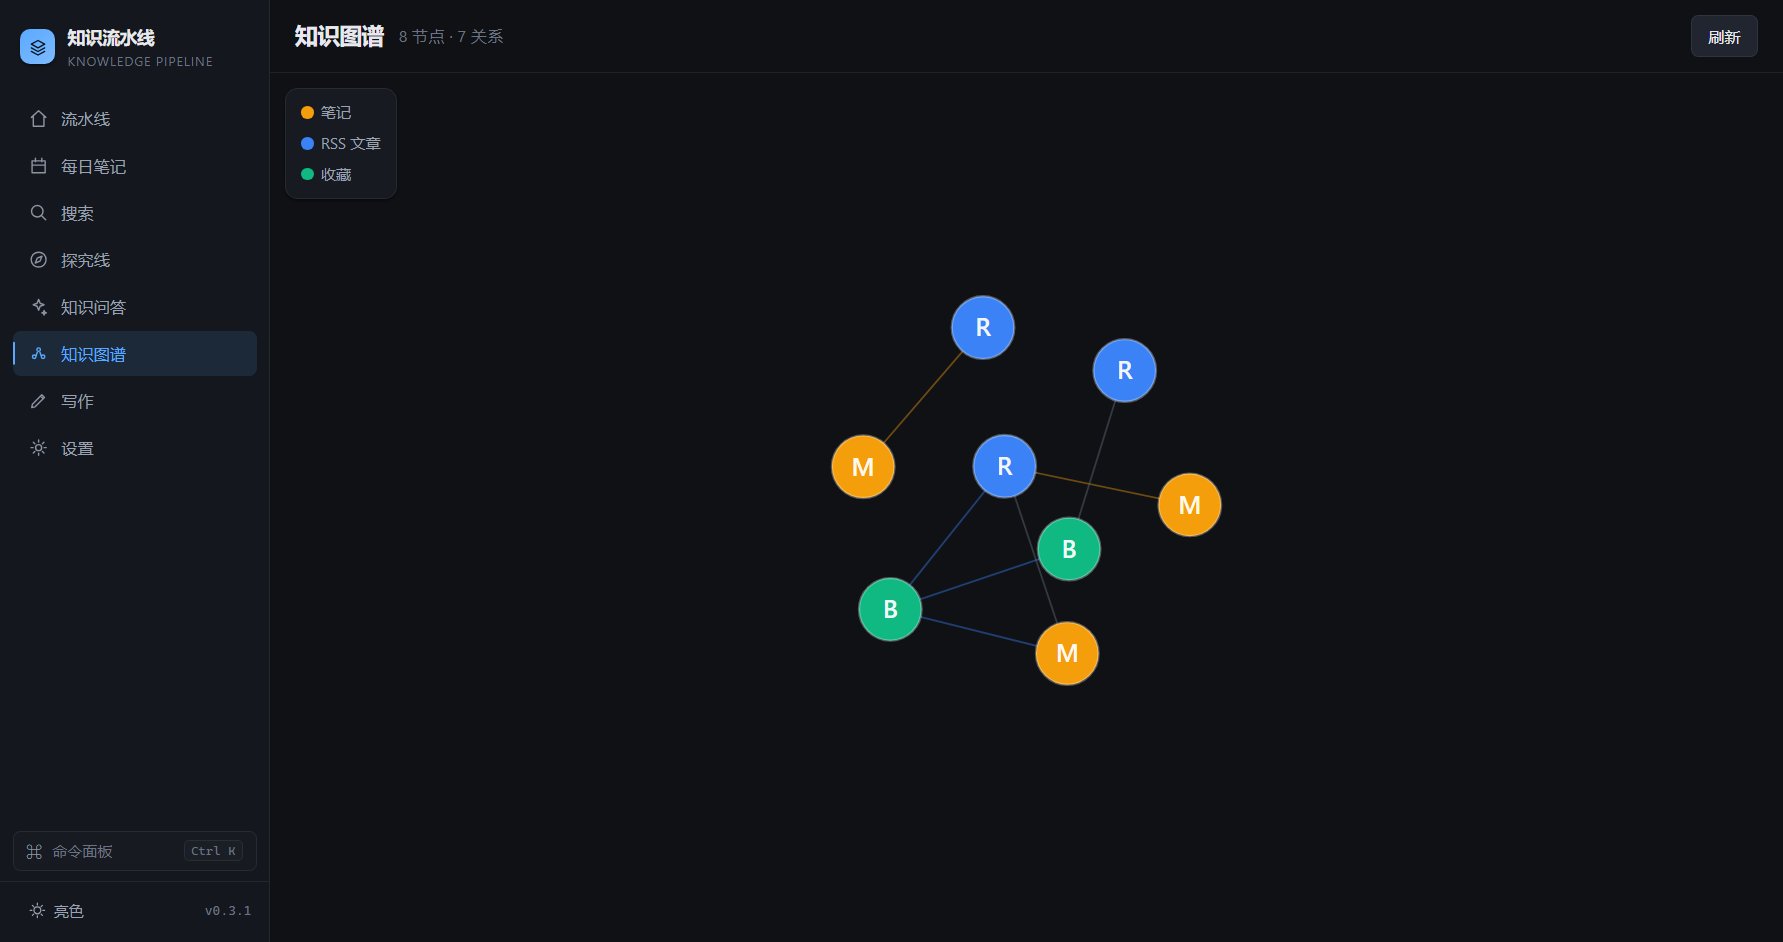 知识流水线
KNOWLEDGE PIPELINE
流水线
每日笔记
搜索
探究线
知识问答
知识图谱
写作
设置
命令面板 Ctrl K
亮色 v0.3.1
知识图谱 8 节点 · 7 关系
刷新
笔记
RSS 文章
收藏
R
R
M
R
M
B
B
M